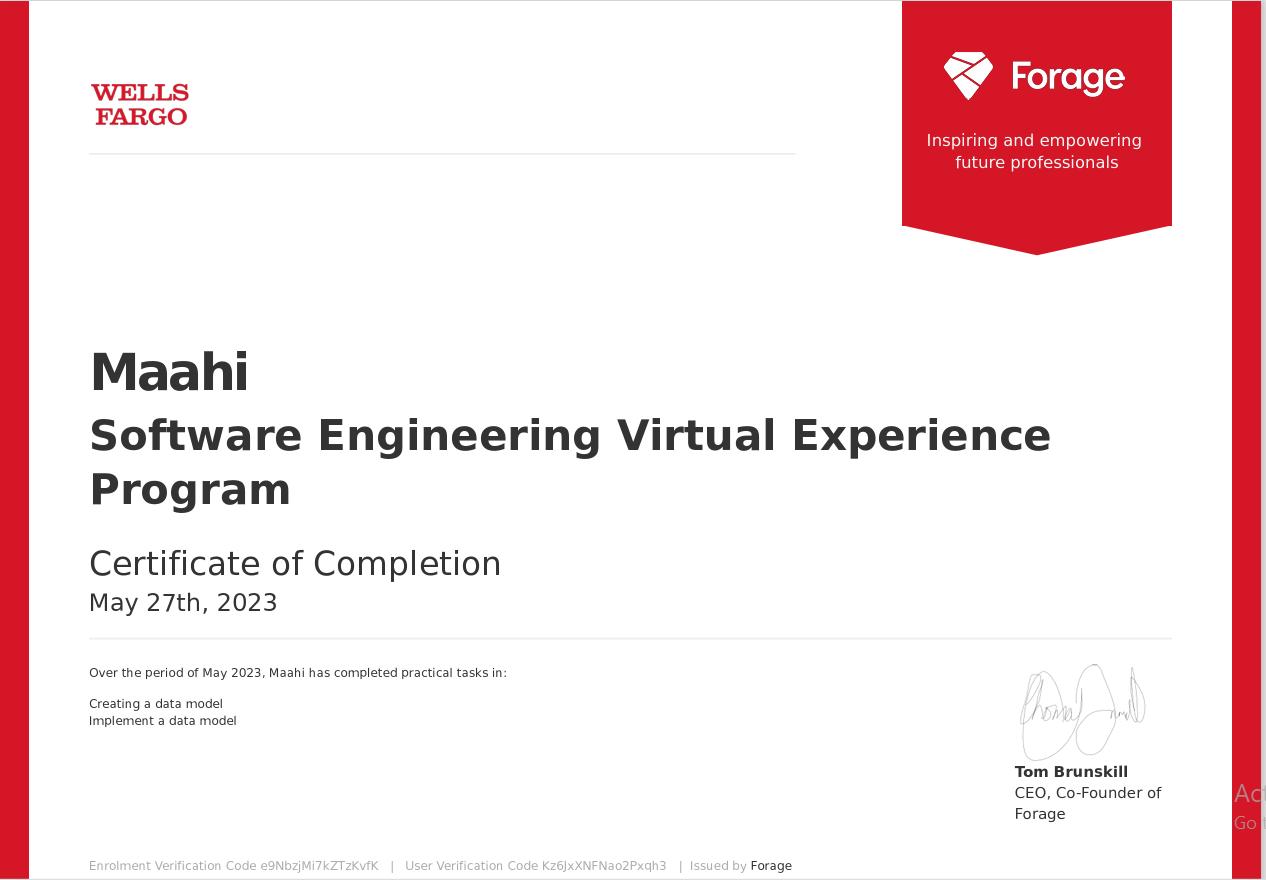 WELLS
FARGO
Forage
Inspiring and empowering
future professionals
Maahi
Software Engineering Virtual Experience
Program
Certificate of Completion
May 27th, 2023
Over the period of May 2023, Maahi has completed practical tasks in:
Creating a data model
Implement a data model
Tom Brunskill
CEO, Co-Founder of
Forage
Enrolment Verification Code e9NbzjMi7kZTzKvfK | User Verification Code Kz6JxXNFNao2Pxqh3 | Issued by Forage
Go